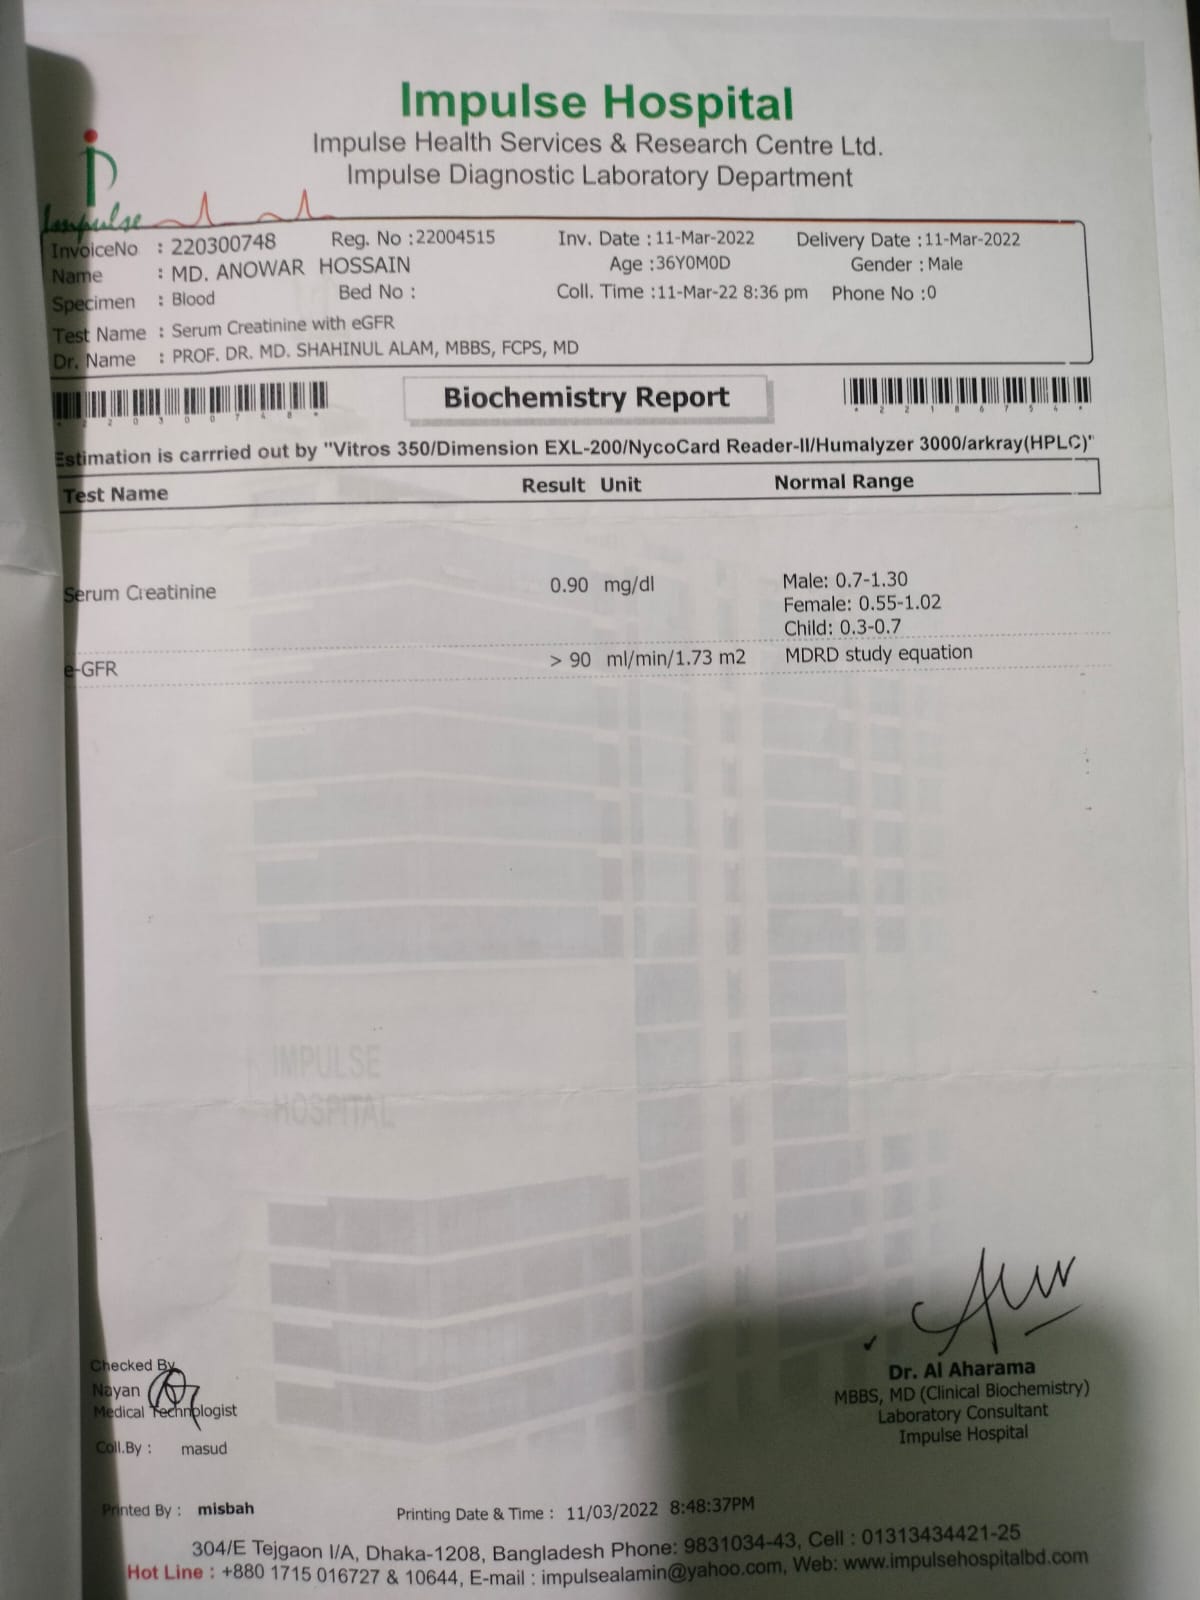 Impulse Hospital
Impulse Health Services & Research Centre Ltd.
Impulse Diagnostic Laboratory Department
Impulse
InvoiceNo : 220300748 Reg. No :22004515 Inv. Date :11-Mar-2022 Delivery Date :11-Mar-2022
Name : MD. ANOWAR HOSSAIN Age :36Y0M0D Gender : Male
Specimen : Blood Bed No : Coll. Time :11-Mar-22 8:36 pm Phone No :0
Test Name : Serum Creatinine with eGFR
Dr. Name : PROF. DR. MD. SHAHINUL ALAM, MBBS, FCPS, MD
Biochemistry Report
Estimation is carrried out by "Vitros 350/Dimension EXL-200/NycoCard Reader-II/Humalyzer 3000/arkray(HPLC)"
Test Name Result Unit Normal Range
Serum Creatinine 0.90 mg/dl Male: 0.7-1.30
Female: 0.55-1.02
Child: 0.3-0.7
e-GFR > 90 ml/min/1.73 m2 MDRD study equation
IMPULSE
HOSPITAL
Checked By
Nayan
Medical Technologist
Coll.By : masud
Dr. Al Aharama
MBBS, MD (Clinical Biochemistry)
Laboratory Consultant
Impulse Hospital
Printed By : misbah Printing Date & Time : 11/03/2022 8:48:37PM
304/E Tejgaon I/A, Dhaka-1208, Bangladesh Phone: 9831034-43, Cell : 01313434421-25
Hot Line : +880 1715 016727 & 10644, E-mail : impulsealamin@yahoo.com, Web: www.impulsehospitalbd.com